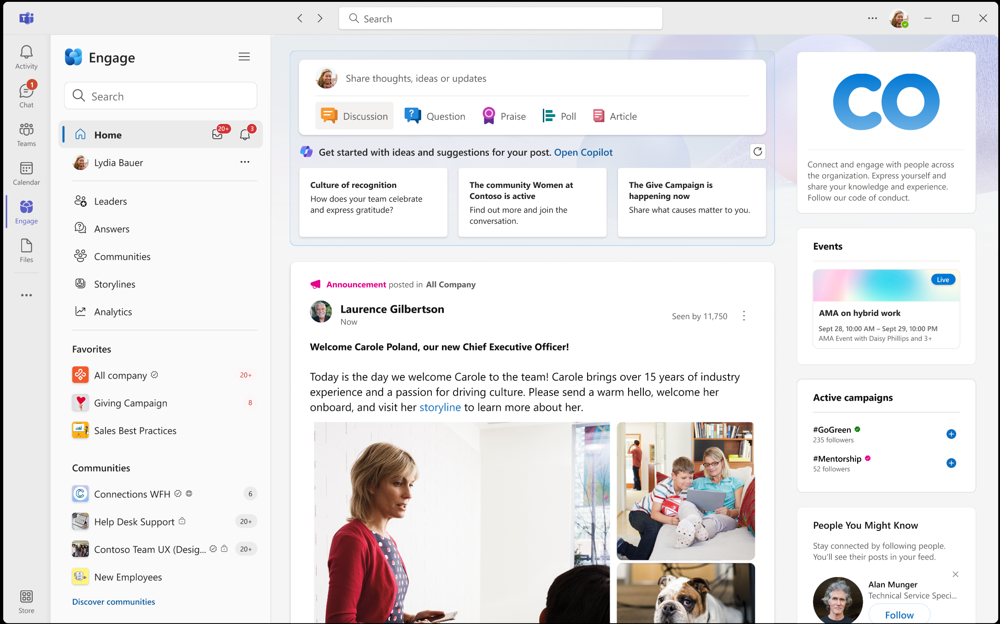 Search
Activity
1
Chat
Teams
Calendar
Engage
Files
Store
Engage
Search
Home
20+
3
Lydia Bauer
Leaders
Answers
Communities
Storylines
Analytics
Favorites
All company
20+
Giving Campaign
8
Sales Best Practices
Communities
Connections WFH
6
Help Desk Support
20+
Contoso Team UX (Desig...
20+
New Employees
Discover communities
Share thoughts, ideas or updates
Discussion
Question
Praise
Poll
Article
Get started with ideas and suggestions for your post. Open Copilot
Culture of recognition
How does your team celebrate
and express gratitude?
The community Women at
Contoso is active
Find out more and join the
conversation.
The Give Campaign is
happening now
Share what causes matter to you.
Announcement posted in All Company
Laurence Gilbertson
Now
Seen by 11,750
Welcome Carole Poland, our new Chief Executive Officer!
Today is the day we welcome Carole to the team! Carole brings over 15 years of industry
experience and a passion for driving culture. Please send a warm hello, welcome her
onboard, and visit her storyline to learn more about her.
CO
Connect and engage with people across
the organization. Express yourself and
share your knowledge and experience.
Follow our code of conduct.
Events
Live
AMA on hybrid work
Sept 28, 10:00 AM – Sept 29, 10:00 PM
AMA Event with Daisy Phillips and 3+
Active campaigns
#GoGreen
235 followers
#Mentorship
52 followers
People You Might Know
Stay connected by following people.
You'll see their posts in your feed.
Alan Munger
Technical Service Speci...
Follow